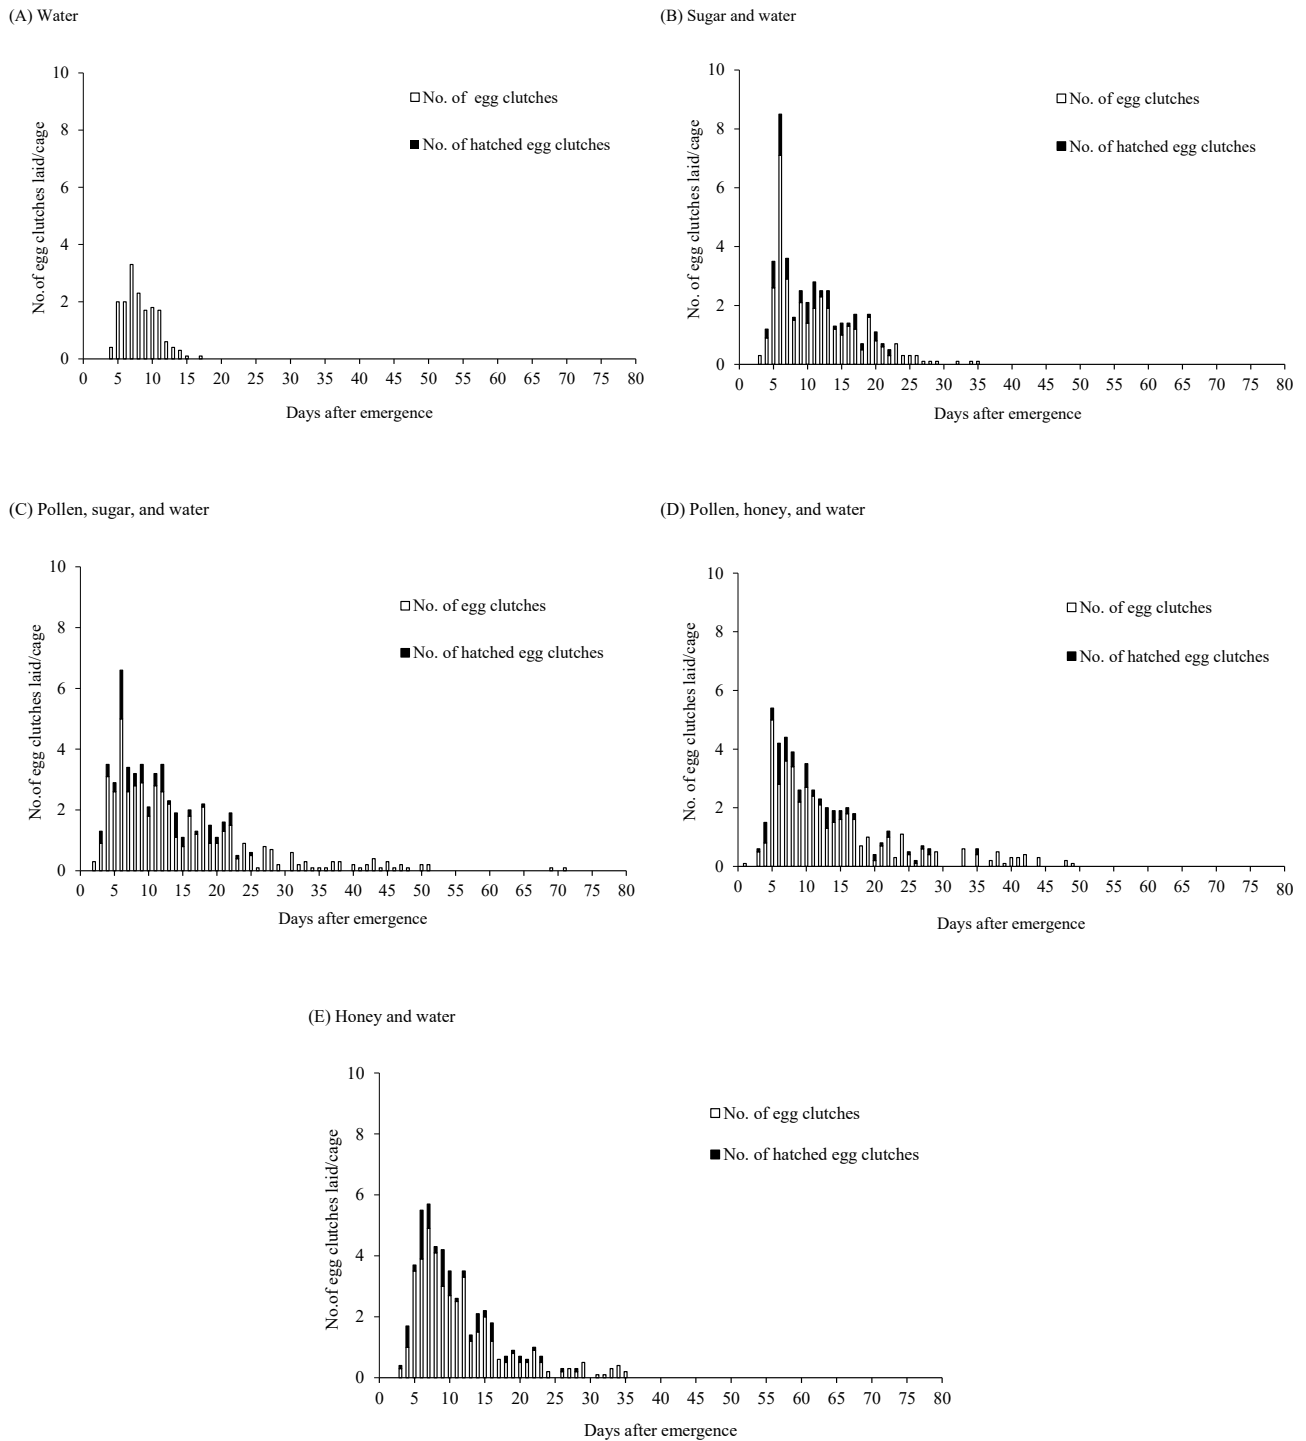 (A) Water
No.of egg clutches laid/cage
10
8
6
4
2
0
No. of egg clutches
No. of hatched egg clutches
0 5 10 15 20 25 30 35 40 45 50 55 60 65 70 75 80
Days after emergence
(B) Sugar and water
No. of egg clutches laid/cage
10
8
6
4
2
0
No. of egg clutches
No. of hatched egg clutches
0 5 10 15 20 25 30 35 40 45 50 55 60 65 70 75 80
Days after emergence
(C) Pollen, sugar, and water
No.of egg clutches laid/cage
10
8
6
4
2
0
No. of egg clutches
No. of hatched egg clutches
0 5 10 15 20 25 30 35 40 45 50 55 60 65 70 75 80
Days after emergence
(D) Pollen, honey, and water
No. of egg clutches laid/cage
10
8
6
4
2
0
No. of egg clutches
No. of hatched egg clutches
0 5 10 15 20 25 30 35 40 45 50 55 60 65 70 75 80
Days after emergence
(E) Honey and water
No.of egg clutches laid/cage
10
8
6
4
2
0
No. of egg clutches
No. of hatched egg clutches
0 5 10 15 20 25 30 35 40 45 50 55 60 65 70 75 80
Days after emergence